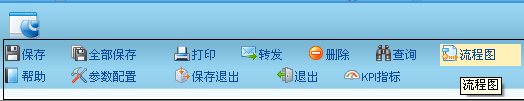 保存 全部保存 打印 转发 删除 查询 流程图
帮助 参数配置 保存退出 退出 KPI指标
流程图